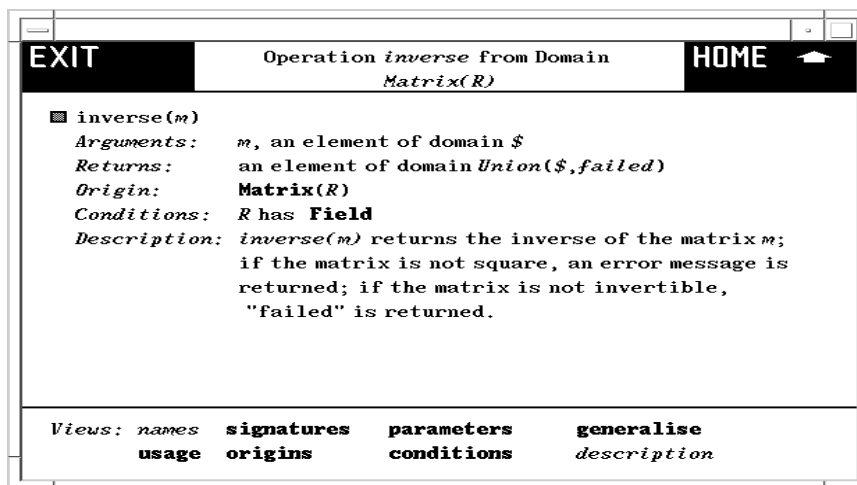 EXIT
Operation inverse from Domain
Matrix(R)
HOME
inverse(m)
Arguments: m, an element of domain $
Returns: an element of domain Union($,failed)
Origin: Matrix(R)
Conditions: R has Field
Description: inverse(m) returns the inverse of the matrix m;
if the matrix is not square, an error message is
returned; if the matrix is not invertible,
"failed" is returned.
Views: names signatures parameters generalise
usage origins conditions description